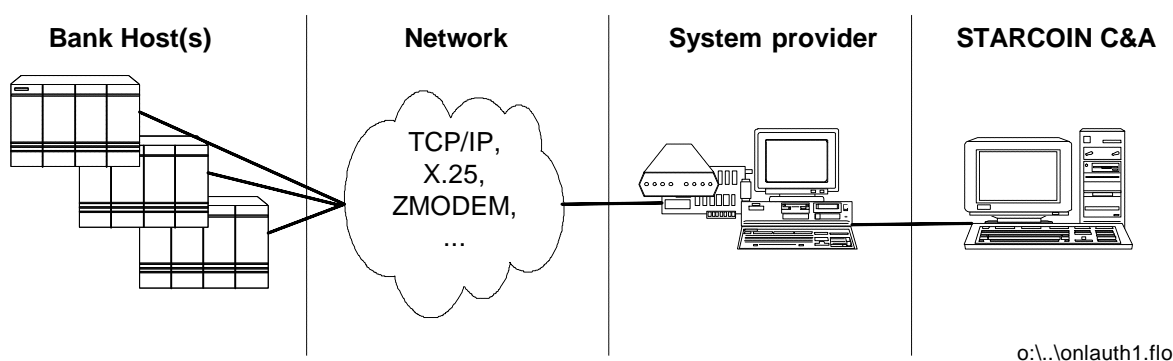 Bank Host(s)
Network
System provider
STARCOIN C&A
TCP/IP,
X.25,
ZMODEM,
...
o:\..\onlauth1.flo